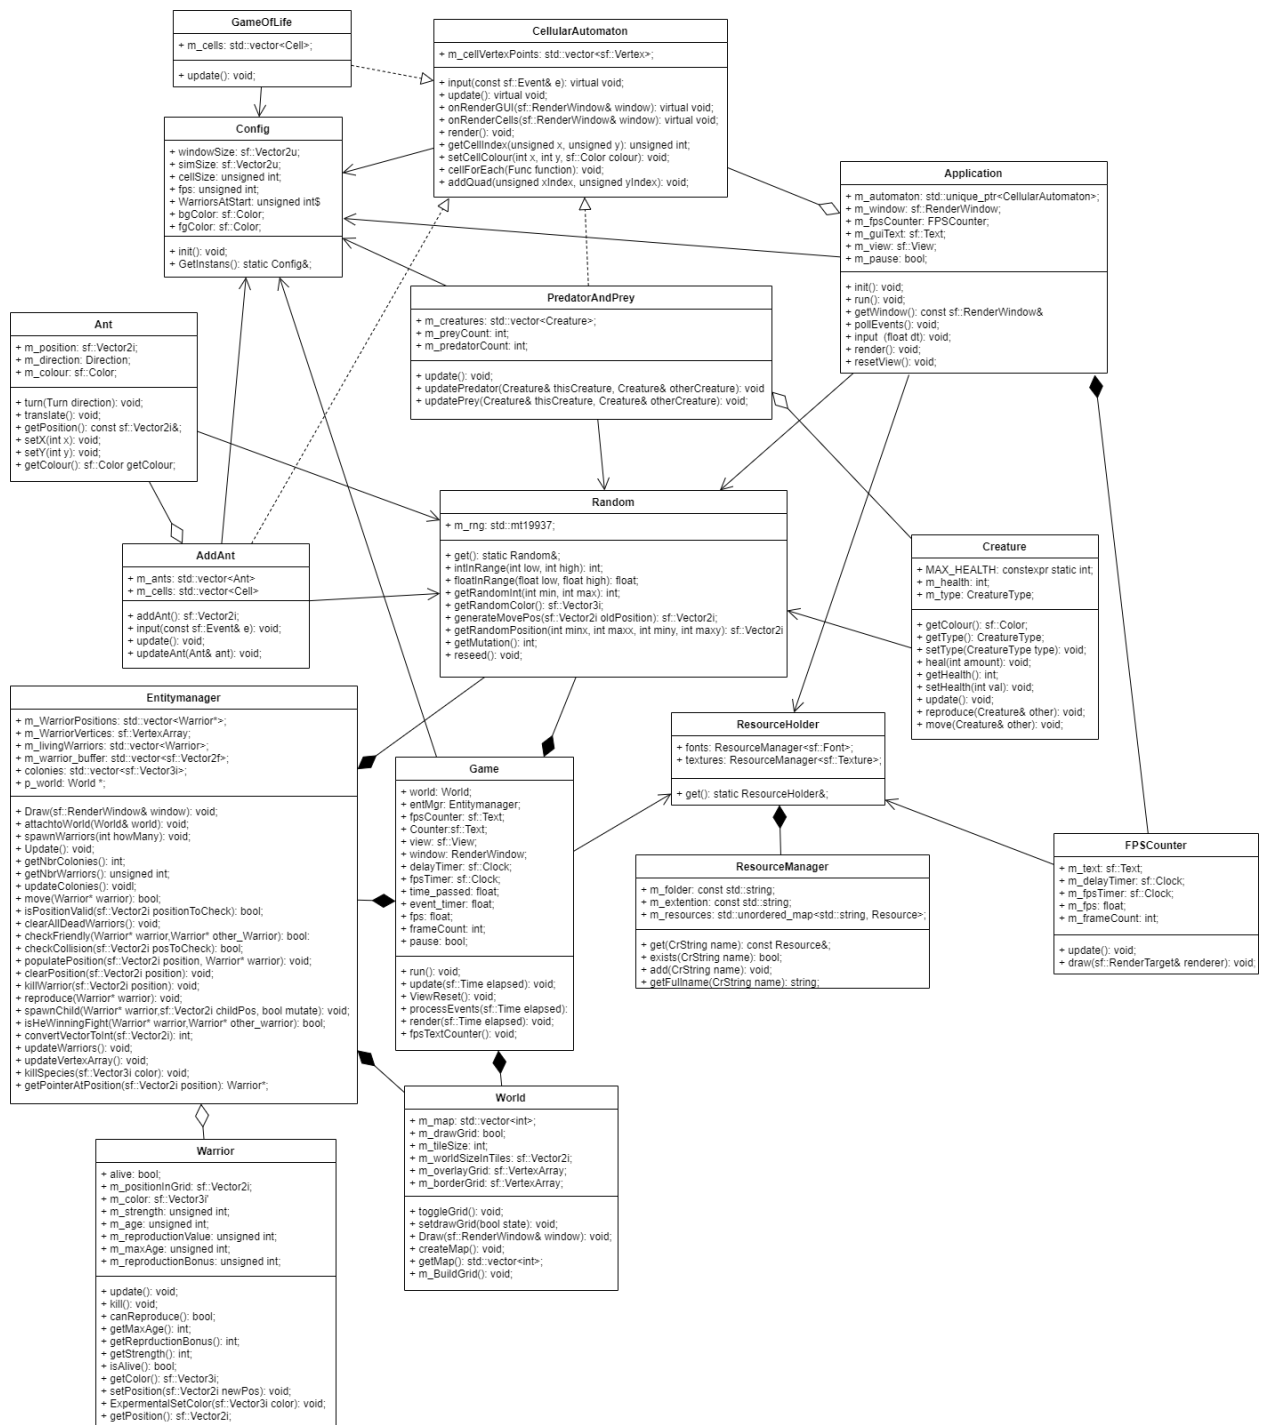 GameOfLife
+ m_cells: std::vector<Cell>;
+ update(): void;
CellularAutomaton
+ m_cellVertexPoints: std::vector<sf::Vertex>;
+ input(const sf::Event& e): virtual void;
+ update(): virtual void;
+ onRenderGUI(sf::RenderWindow& window): virtual void;
+ onRenderCells(sf::RenderWindow& window): virtual void;
+ render(): void;
+ getCellIndex(unsigned x, unsigned y): unsigned int;
+ setCellColour(int x, int y, sf::Color colour): void;
+ cellForEach(Func function): void;
+ addQuad(unsigned xIndex, unsigned yIndex): void;
Config
+ windowSize: sf::Vector2u;
+ simSize: sf::Vector2u;
+ cellSize: unsigned int;
+ fps: unsigned int;
+ WarriorsAtStart: unsigned int$
+ bgColor: sf::Color;
+ fgColor: sf::Color;
+ init(): void;
+ GetInstans(): static Config&;
Application
+ m_automaton: std::unique_ptr<CellularAutomaton>;
+ m_window: sf::RenderWindow;
+ m_fpsCounter: FPSCounter;
+ m_guiText: sf::Text;
+ m_view: sf::View;
+ m_pause: bool;
+ init(): void;
+ run(): void;
+ getWindow(): const sf::RenderWindow&
+ pollEvents(): void;
+ input  (float dt): void;
+ render(): void;
+ resetView(): void;
PredatorAndPrey
+ m_creatures: std::vector<Creature>;
+ m_preyCount: int;
+ m_predatorCount: int;
+ update(): void;
+ updatePredator(Creature& thisCreature, Creature& otherCreature): void
+ updatePrey(Creature& thisCreature, Creature& otherCreature): void;
Ant
+ m_position: sf::Vector2i;
+ m_direction: Direction;
+ m_colour: sf::Color;
+ turn(Turn direction): void;
+ translate(): void;
+ getPosition(): const sf::Vector2i&;
+ setX(int x): void;
+ setY(int y): void;
+ getColour(): sf::Color getColour;
Random
+ m_rng: std::mt19937;
+ get(): static Random&;
+ intInRange(int low, int high): int;
+ floatInRange(float low, float high): float;
+ getRandomInt(int min, int max): int;
+ getRandomColor(): sf::Vector3i;
+ generateMovePos(sf::Vector2i oldPosition): sf::Vector2i;
+ getRandomPosition(int minx, int maxx, int miny, int maxy): sf::Vector2i
+ getMutation(): int;
+ reseed(): void;
AddAnt
+ m_ants: std::vector<Ant>
+ m_cells: std::vector<Cell>
+ addAnt(): sf::Vector2i;
+ input(const sf::Event& e): void;
+ update(): void;
+ updateAnt(Ant& ant): void;
Creature
+ MAX_HEALTH: constexpr static int;
+ m_health: int;
+ m_type: CreatureType;
+ getColour(): sf::Color;
+ getType(): CreatureType;
+ setType(CreatureType type): void;
+ heal(int amount): void;
+ getHealth(): int;
+ setHealth(int val): void;
+ update(): void;
+ reproduce(Creature& other): void;
+ move(Creature& other): void;
Entitymanager
+ m_WarriorPositions: std::vector<Warrior*>;
+ m_WarriorVertices: sf::VertexArray;
+ m_livingWarriors: std::vector<Warrior>;
+ m_warrior_buffer: std::vector<sf::Vector2f>;
+ colonies: std::vector<sf::Vector3i>;
+ p_world: World *;
+ Draw(sf::RenderWindow& window): void;
+ attachtoWorld(World& world): void;
+ spawnWarriors(int howMany): void;
+ Update(): void;
+ getNbrColonies(): int;
+ getNbrWarriors(): unsigned int;
+ updateColonies(): voidl;
+ move(Warrior* warrior): bool;
+ isPositionValid(sf::Vector2i positionToCheck): bool;
+ clearAllDeadWarriors(): void;
+ checkFriendly(Warrior* warrior,Warrior* other_Warrior): bool:
+ checkCollision(sf::Vector2i posToCheck): bool;
+ populatePosition(sf::Vector2i position, Warrior* warrior): void;
+ clearPosition(sf::Vector2i position): void;
+ killWarrior(sf::Vector2i position): void;
+ reproduce(Warrior* warrior): void;
+ spawnChild(Warrior* warrior,sf::Vector2i childPos, bool mutate): void;
+ isHeWinningFight(Warrior* warrior,Warrior* other_warrior): bool;
+ convertVectorToInt(sf::Vector2i): int;
+ updateWarriors(): void;
+ updateVertexArray(): void;
+ killSpecies(sf::Vector3i color): void;
+ getPointerAtPosition(sf::Vector2i position): Warrior*;
Game
+ world: World;
+ entMgr: Entitymanager;
+ fpsCounter: sf::Text;
+ Counter:sf::Text;
+ view: sf::View;
+ window: RenderWindow;
+ delayTimer: sf::Clock;
+ fpsTimer: sf::Clock;
+ time_passed: float;
+ event_timer: float;
+ fps: float;
+ frameCount: int;
+ pause: bool;
+ run(): void;
+ update(sf::Time elapsed): void;
+ ViewReset(): void;
+ processEvents(sf::Time elapsed):
+ render(sf::Time elapsed): void;
+ fpsTextCounter(): void;
ResourceHolder
+ fonts: ResourceManager<sf::Font>;
+ textures: ResourceManager<sf::Texture>;
+ get(): static ResourceHolder&;
ResourceManager
+ m_folder: const std::string;
+ m_extention: const std::string;
+ m_resources: std::unordered_map<std::string, Resource>;
+ get(CrString name): const Resource&;
+ exists(CrString name): bool;
+ add(CrString name): void;
+ getFullname(CrString name): string;
FPSCounter
+ m_text: sf::Text;
+ m_delayTimer: sf::Clock;
+ m_fpsTimer: sf::Clock;
+ m_fps: float;
+ m_frameCount: int;
+ update(): void;
+ draw(sf::RenderTarget& renderer): void;
World
+ m_map: std::vector<int>;
+ m_drawGrid: bool;
+ m_tileSize: int;
+ m_worldSizeInTiles: sf::Vector2i;
+ m_overlayGrid: sf::VertexArray;
+ m_borderGrid: sf::VertexArray;
+ toggleGrid(): void;
+ setdrawGrid(bool state): void;
+ Draw(sf::RenderWindow& window): void;
+ createMap(): void;
+ getMap(): std::vector<int>;
+ m_BuildGrid(): void;
Warrior
+ alive: bool;
+ m_positionInGrid: sf::Vector2i;
+ m_color: sf::Vector3i'
+ m_strength: unsigned int;
+ m_age: unsigned int;
+ m_reproductionValue: unsigned int;
+ m_maxAge: unsigned int;
+ m_reproductionBonus: unsigned int;
+ update(): void;
+ kill(): void;
+ canReproduce(): bool;
+ getMaxAge(): int;
+ getReprductionBonus(): int;
+ getStrength(): int;
+ isAlive(): bool;
+ getColor(): sf::Vector3i;
+ setPosition(sf::Vector2i newPos): void;
+ ExpermentalSetColor(sf::Vector3i color): void;
+ getPosition(): sf::Vector2i;